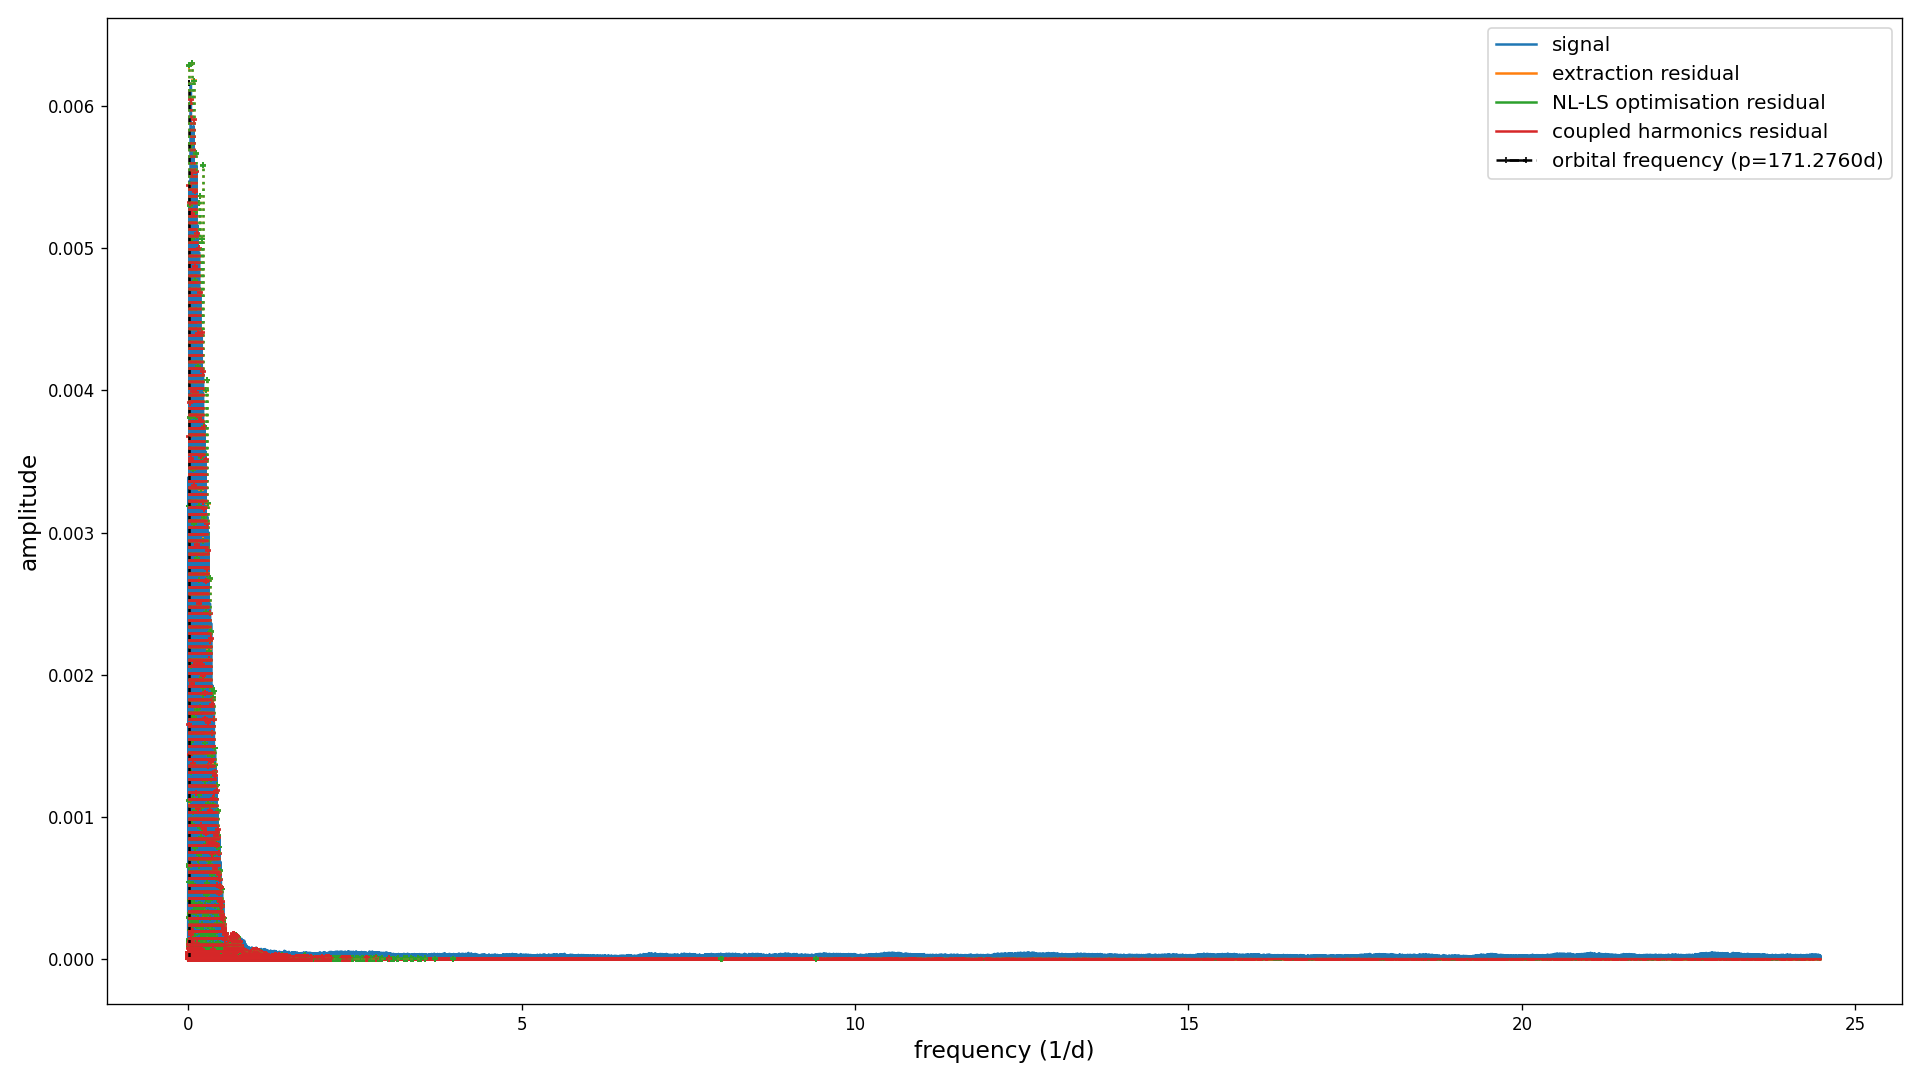 signal
extraction residual
NL-LS optimisation residual
coupled harmonics residual
orbital frequency (p=171.2760d)
amplitude
0.006
0.005
0.004
0.003
0.002
0.001
0.000
0 5 10 15 20 25
frequency (1/d)